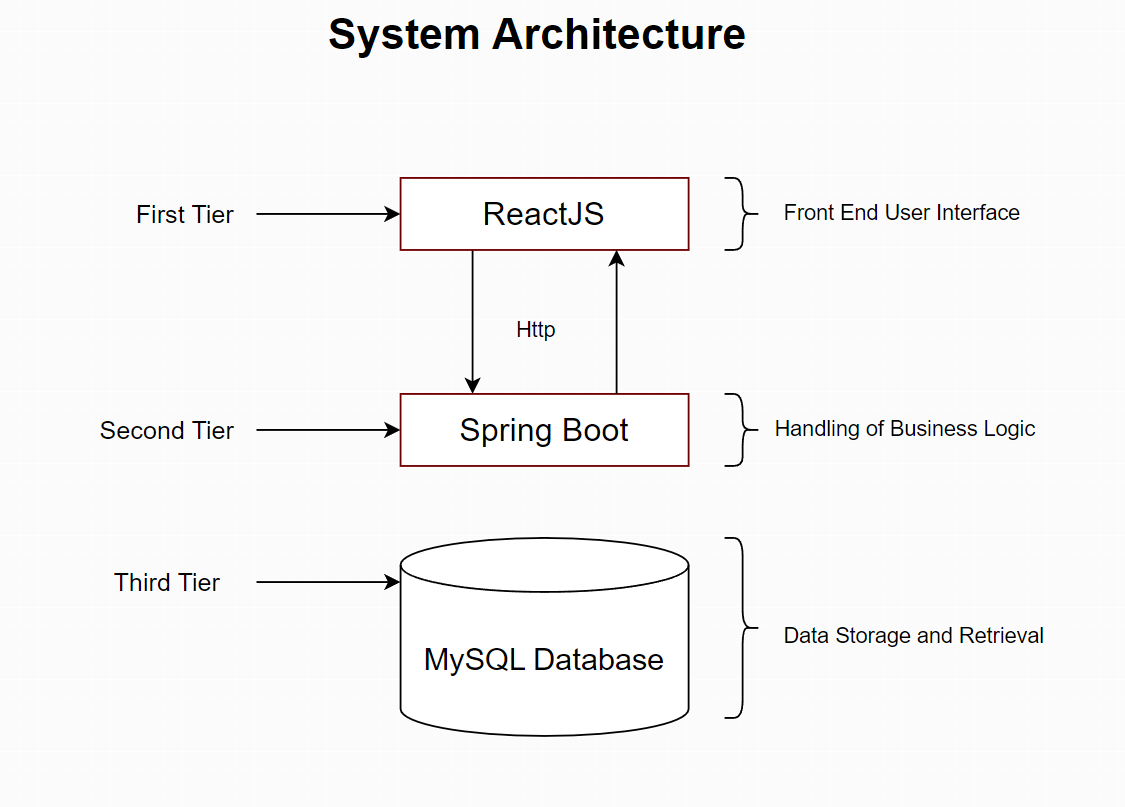 System Architecture
First Tier
ReactJS
Front End User Interface
Http
Second Tier
Spring Boot
Handling of Business Logic
Third Tier
MySQL Database
Data Storage and Retrieval